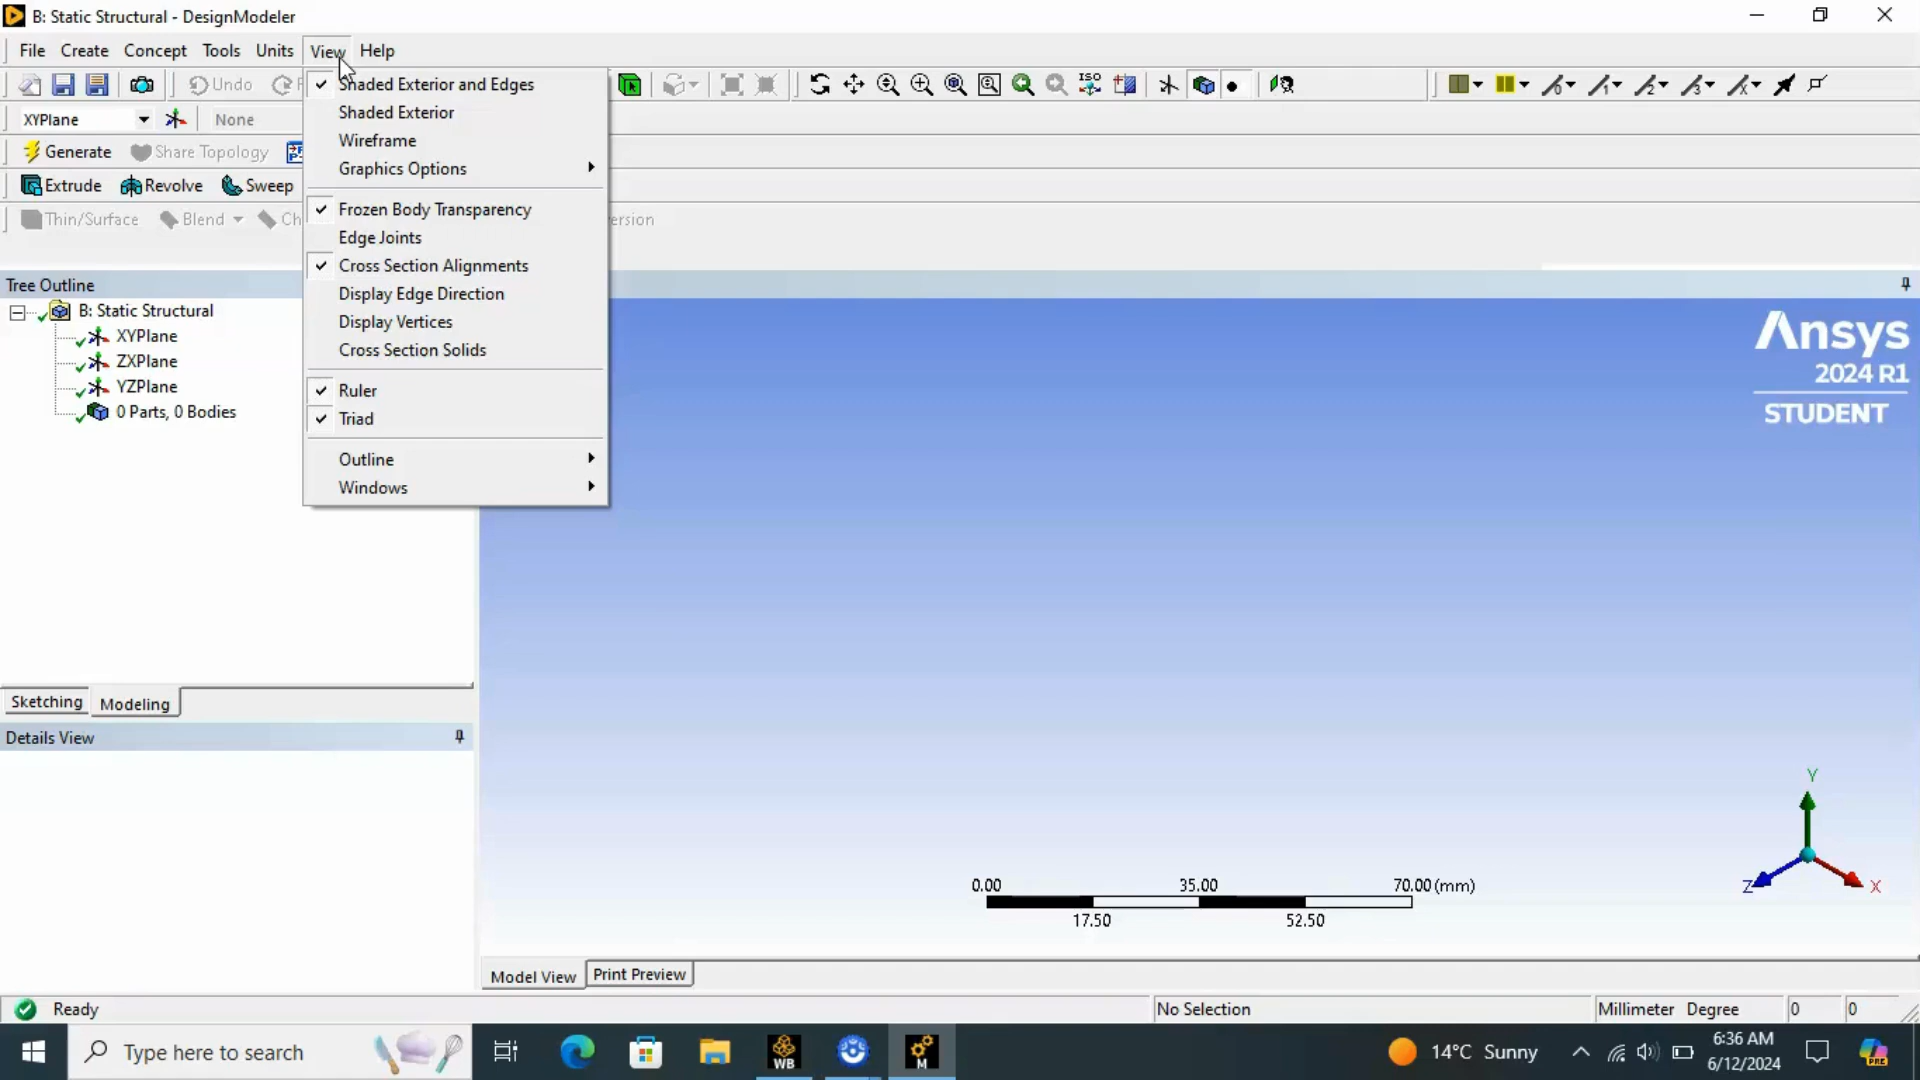 B: Static Structural - DesignModeler
File Create Concept Tools Units View Help
Undo
ISO
XYPlane None
Generate Share Topology
Extrude Revolve Sweep
Thin/Surface Blend
Shaded Exterior and Edges
Shaded Exterior
Wireframe
Graphics Options
Frozen Body Transparency
Edge Joints
Cross Section Alignments
Display Edge Direction
Display Vertices
Cross Section Solids
Ruler
Triad
Outline
Windows
Tree Outline
B: Static Structural
XYPlane
ZXPlane
YZPlane
0 Parts, 0 Bodies
Sketching Modeling
Details View
Ansys
2024 R1
STUDENT
Y
Z X
0.00 35.00 70.00 (mm)
17.50 52.50
Model View Print Preview
Ready No Selection Millimeter Degree 0 0
Type here to search
WB
M
14°C Sunny
6:36 AM
6/12/2024
PRE